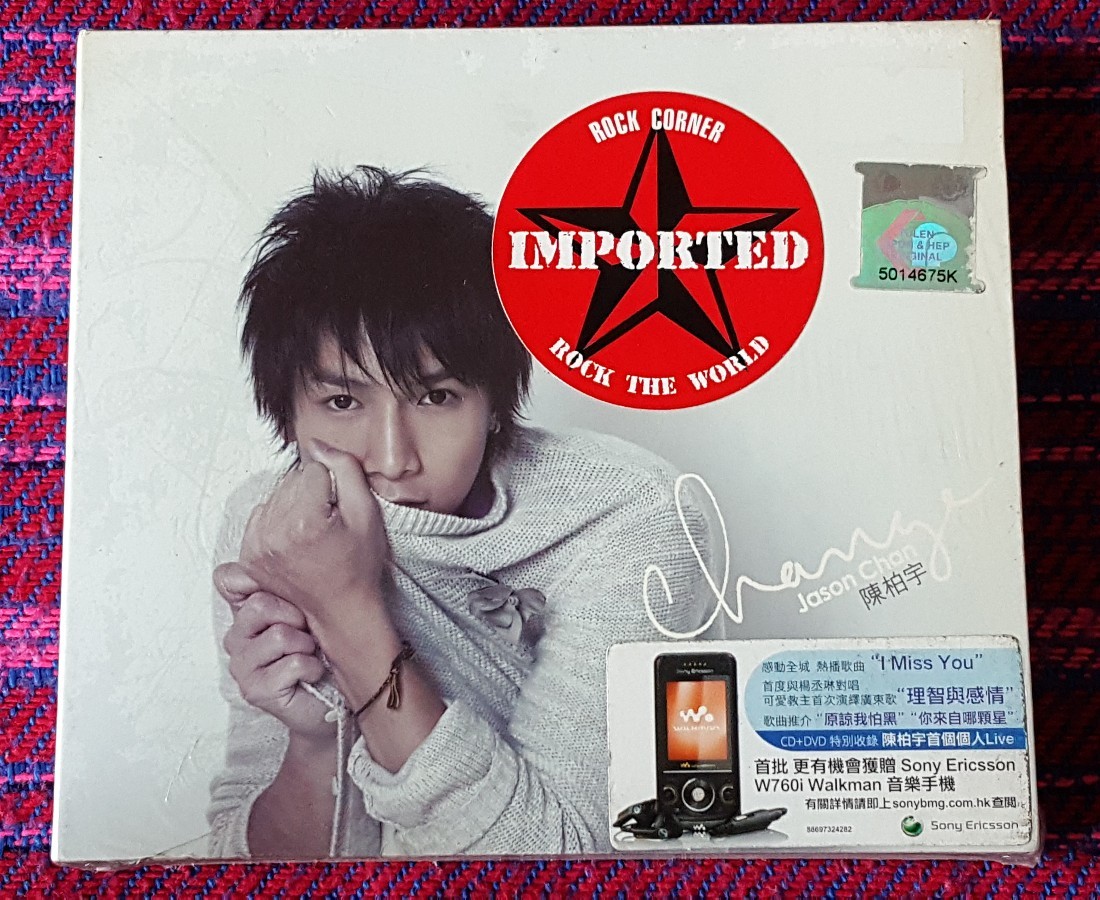 ROCK CORNER
IMPORTED
ROCK THE WORLD
5014675K
Change
Jason Chan
陳柏宇
感動全城 熱播歌曲 “I Miss You”
首度與楊丞琳對唱
可愛教主首次演繹廣東歌 “理智與感情”
歌曲推介 “原諒我怕黑” “你來自哪顆星”
CD+DVD 特別收錄 陳柏宇首個個人Live
首批 更有機會獲贈 Sony Ericsson
W760i Walkman 音樂手機
有關詳情請即上sonybmg.com.hk查閱
88697324282
Sony Ericsson
Sony Ericsson
WALKMAN